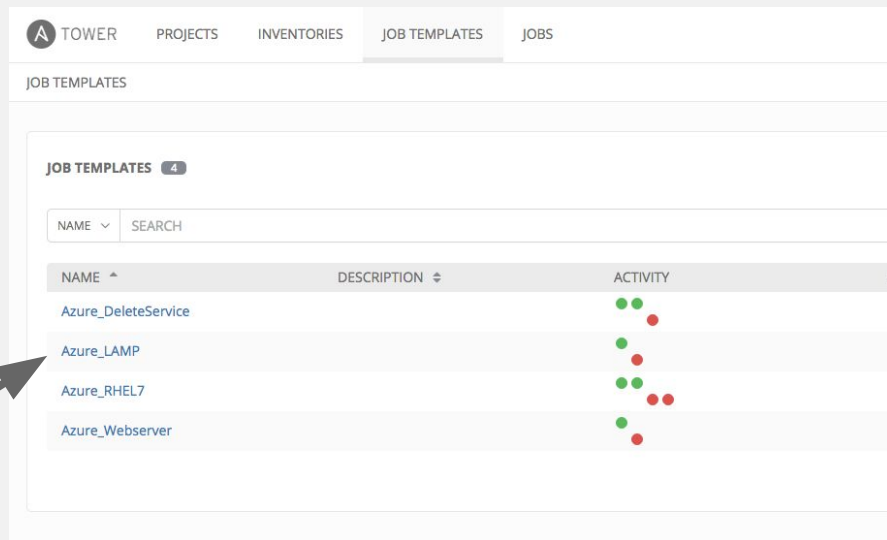 A TOWER PROJECTS INVENTORIES JOB TEMPLATES JOBS
JOB TEMPLATES
JOB TEMPLATES 4
NAME SEARCH
NAME DESCRIPTION ACTIVITY
Azure_DeleteService
Azure_LAMP
Azure_RHEL7
Azure_Webserver